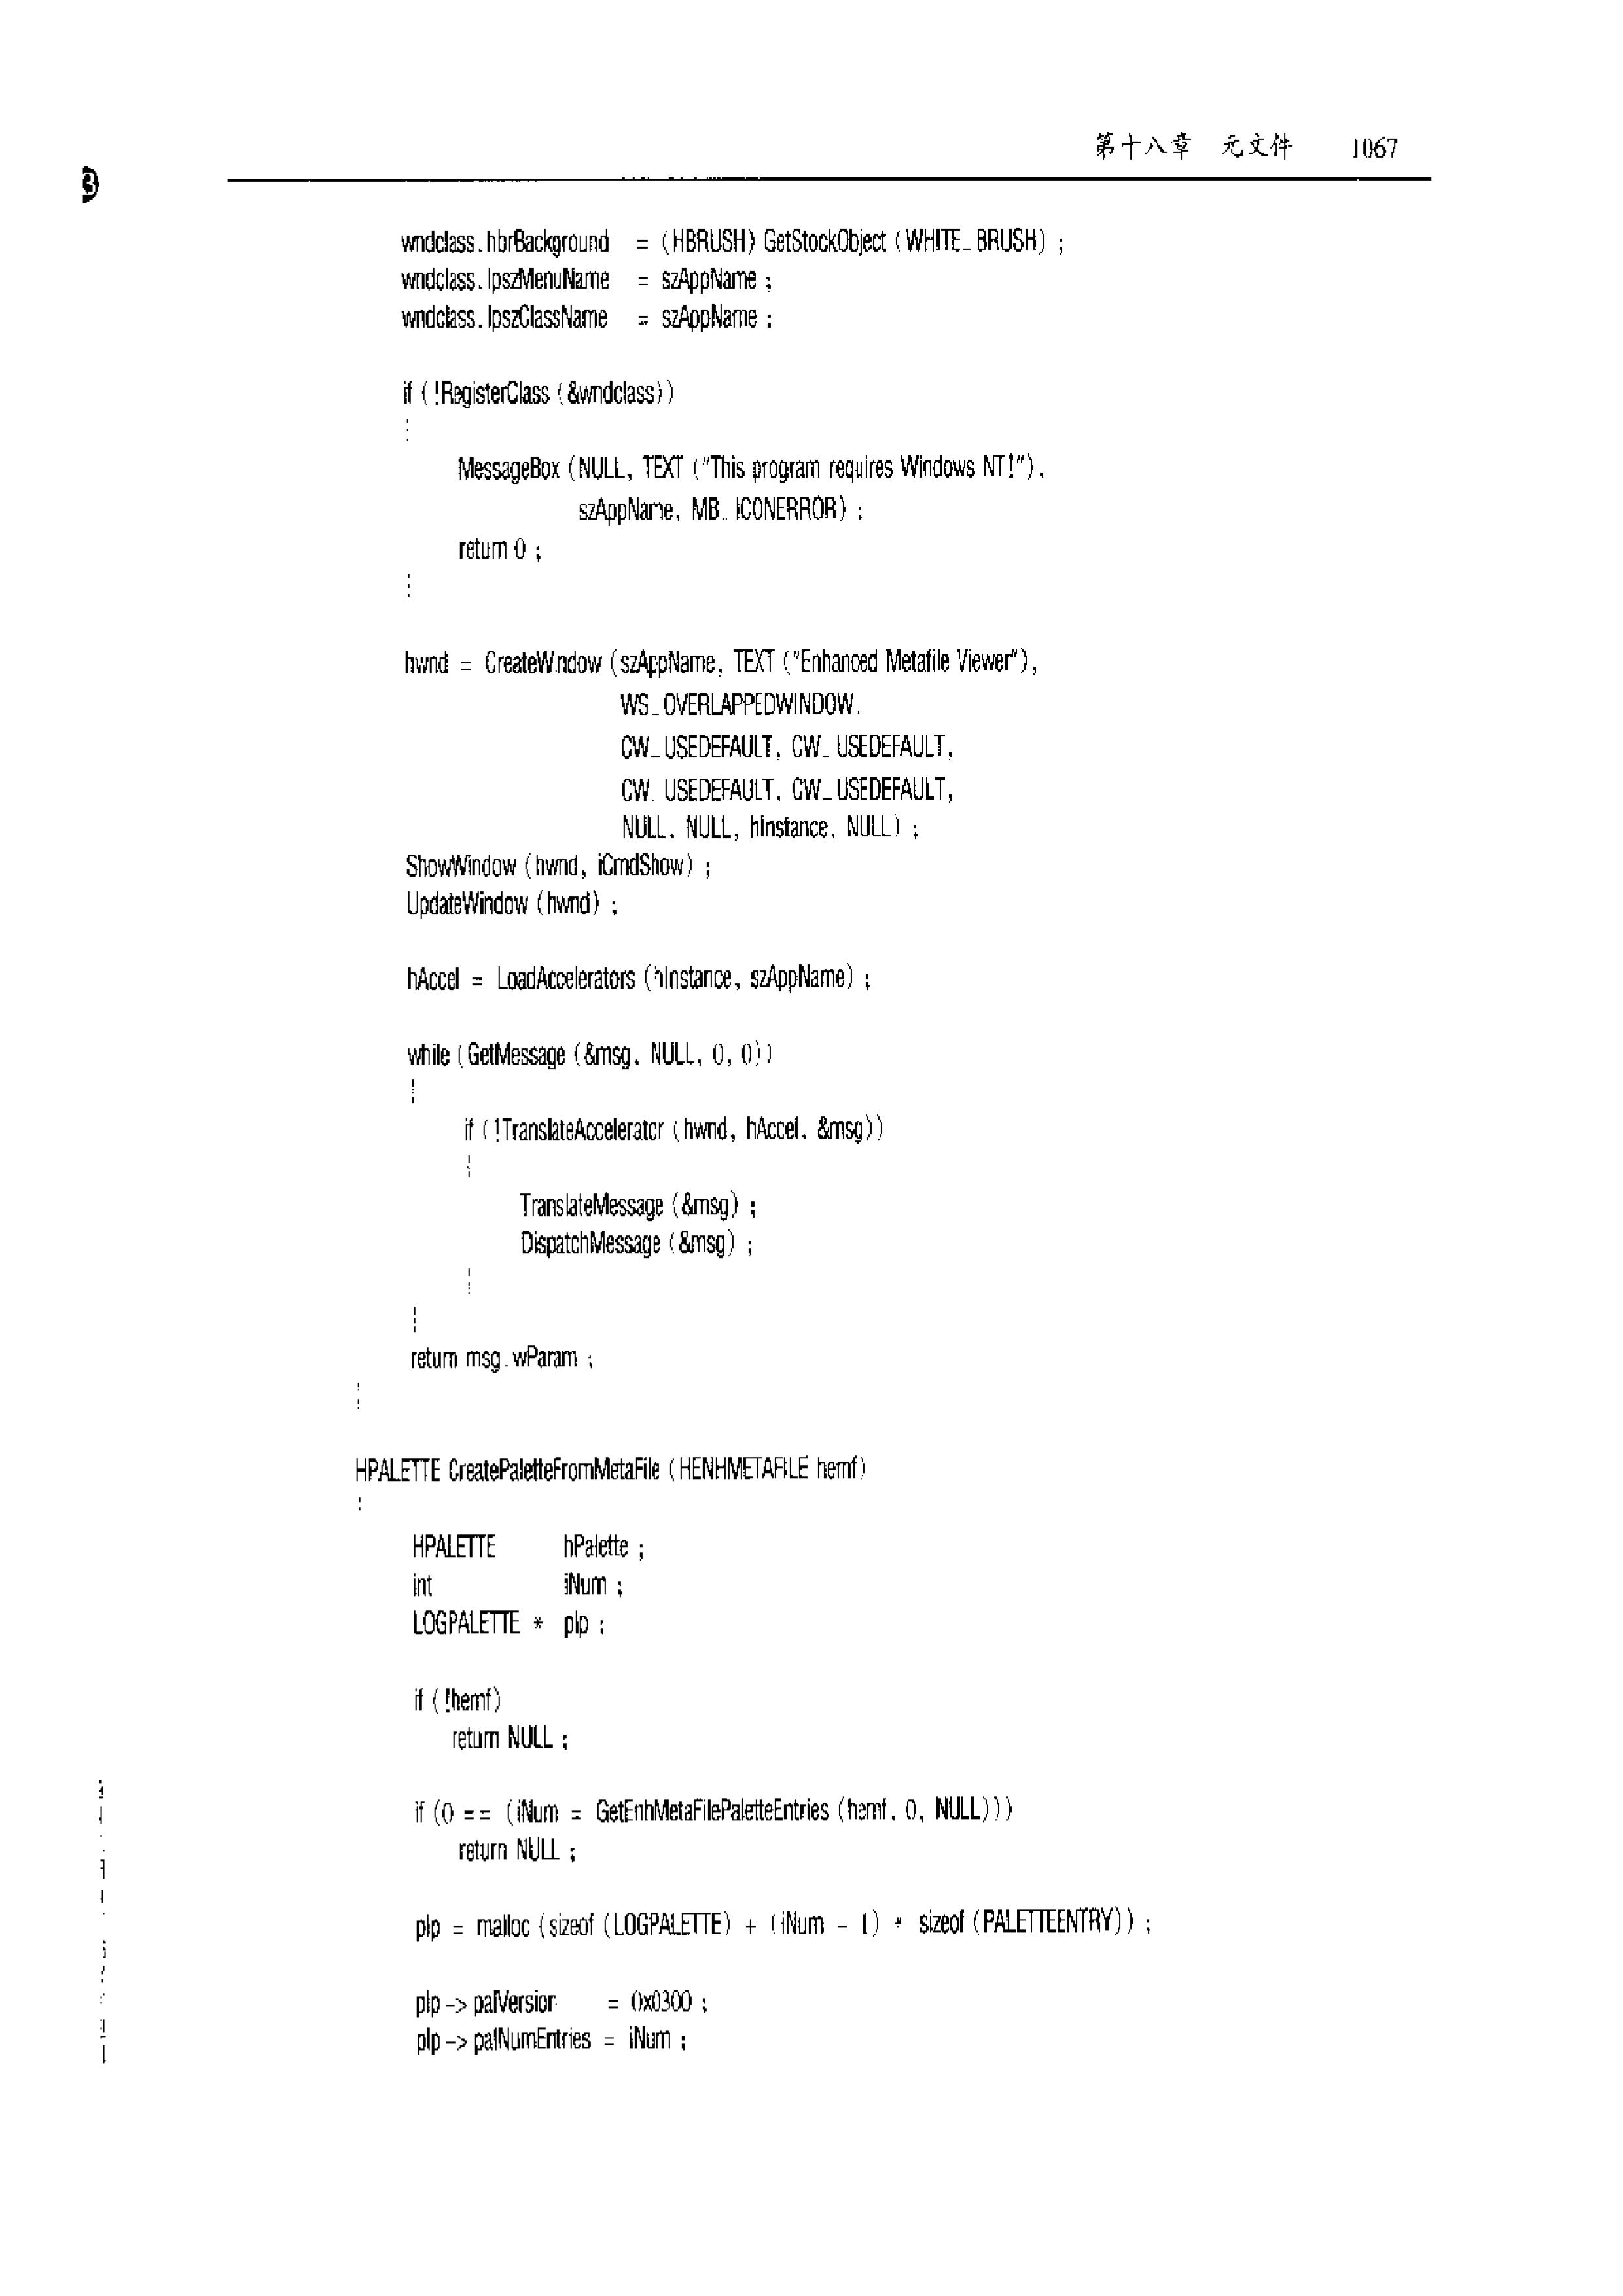 第十八章 元文件 1067
wndclass.hbrBackground = (HBRUSH) GetStockObject (WHITE_BRUSH) ;
wndclass.lpszMenuName = szAppName ;
wndclass.lpszClassName = szAppName ;
if (!RegisterClass (&wndclass))
{
MessageBox (NULL, TEXT ("This program requires Windows NT!"),
szAppName, MB_ICONERROR) ;
return 0 ;
}
hwnd = CreateWindow (szAppName, TEXT ("Enhanced Metafile Viewer"),
WS_OVERLAPPEDWINDOW,
CW_USEDEFAULT, CW_USEDEFAULT,
CW_USEDEFAULT, CW_USEDEFAULT,
NULL, NULL, hInstance, NULL) ;
ShowWindow (hwnd, iCmdShow) ;
UpdateWindow (hwnd) ;
hAccel = LoadAccelerators (hInstance, szAppName) ;
while (GetMessage (&msg, NULL, 0, 0))
{
if (!TranslateAccelerator (hwnd, hAccel, &msg))
{
TranslateMessage (&msg) ;
DispatchMessage (&msg) ;
}
}
return msg.wParam ;
}
HPALETTE CreatePaletteFromMetaFile (HENHMETAFILE hemf)
{
HPALETTE hPalette ;
int iNum ;
LOGPALETTE * plp ;
if (!hemf)
return NULL ;
if (0 == (iNum = GetEnhMetaFilePaletteEntries (hemf, 0, NULL)))
return NULL ;
plp = malloc (sizeof (LOGPALETTE) + (iNum - 1) * sizeof (PALETTEENTRY)) ;
plp -> palVersion = 0x0300 ;
plp -> palNumEntries = iNum ;